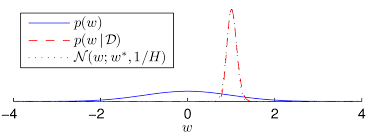 p(w)
p(w | 𝒟)
𝒩(w; w*, 1/H)
−4 −2 0 2 4
w